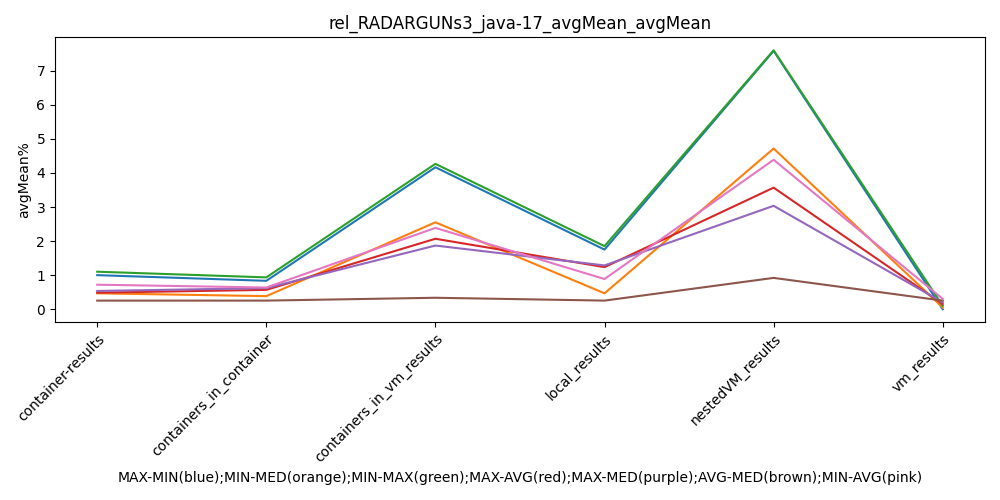 rel_RADARGUNs3_java-17_avgMean_avgMean
avgMean%
7
6
5
4
3
2
1
0
container-results
containers_in_container
containers_in_vm_results
local_results
nestedVM_results
vm_results
MAX-MIN(blue);MIN-MED(orange);MIN-MAX(green);MAX-AVG(red);MAX-MED(purple);AVG-MED(brown);MIN-AVG(pink)